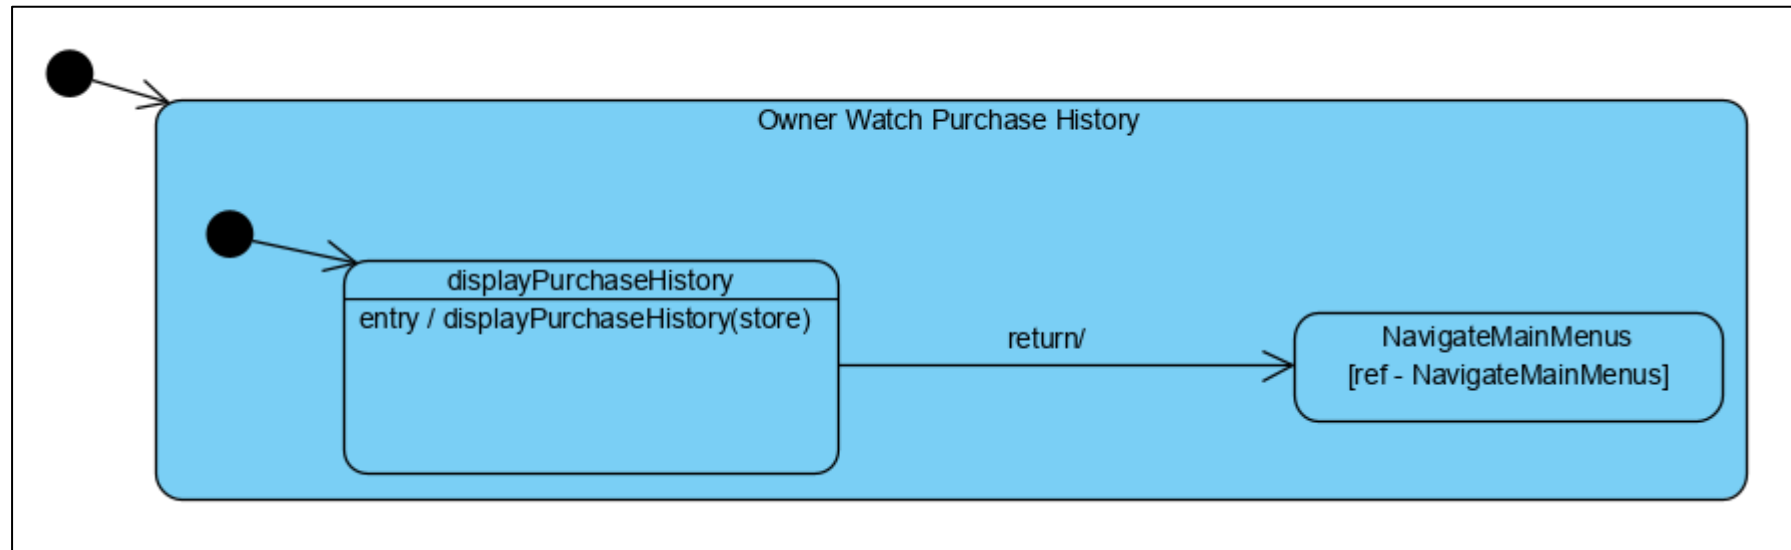 Owner Watch Purchase History
displayPurchaseHistory
entry / displayPurchaseHistory(store)
return/
NavigateMainMenus
[ref - NavigateMainMenus]